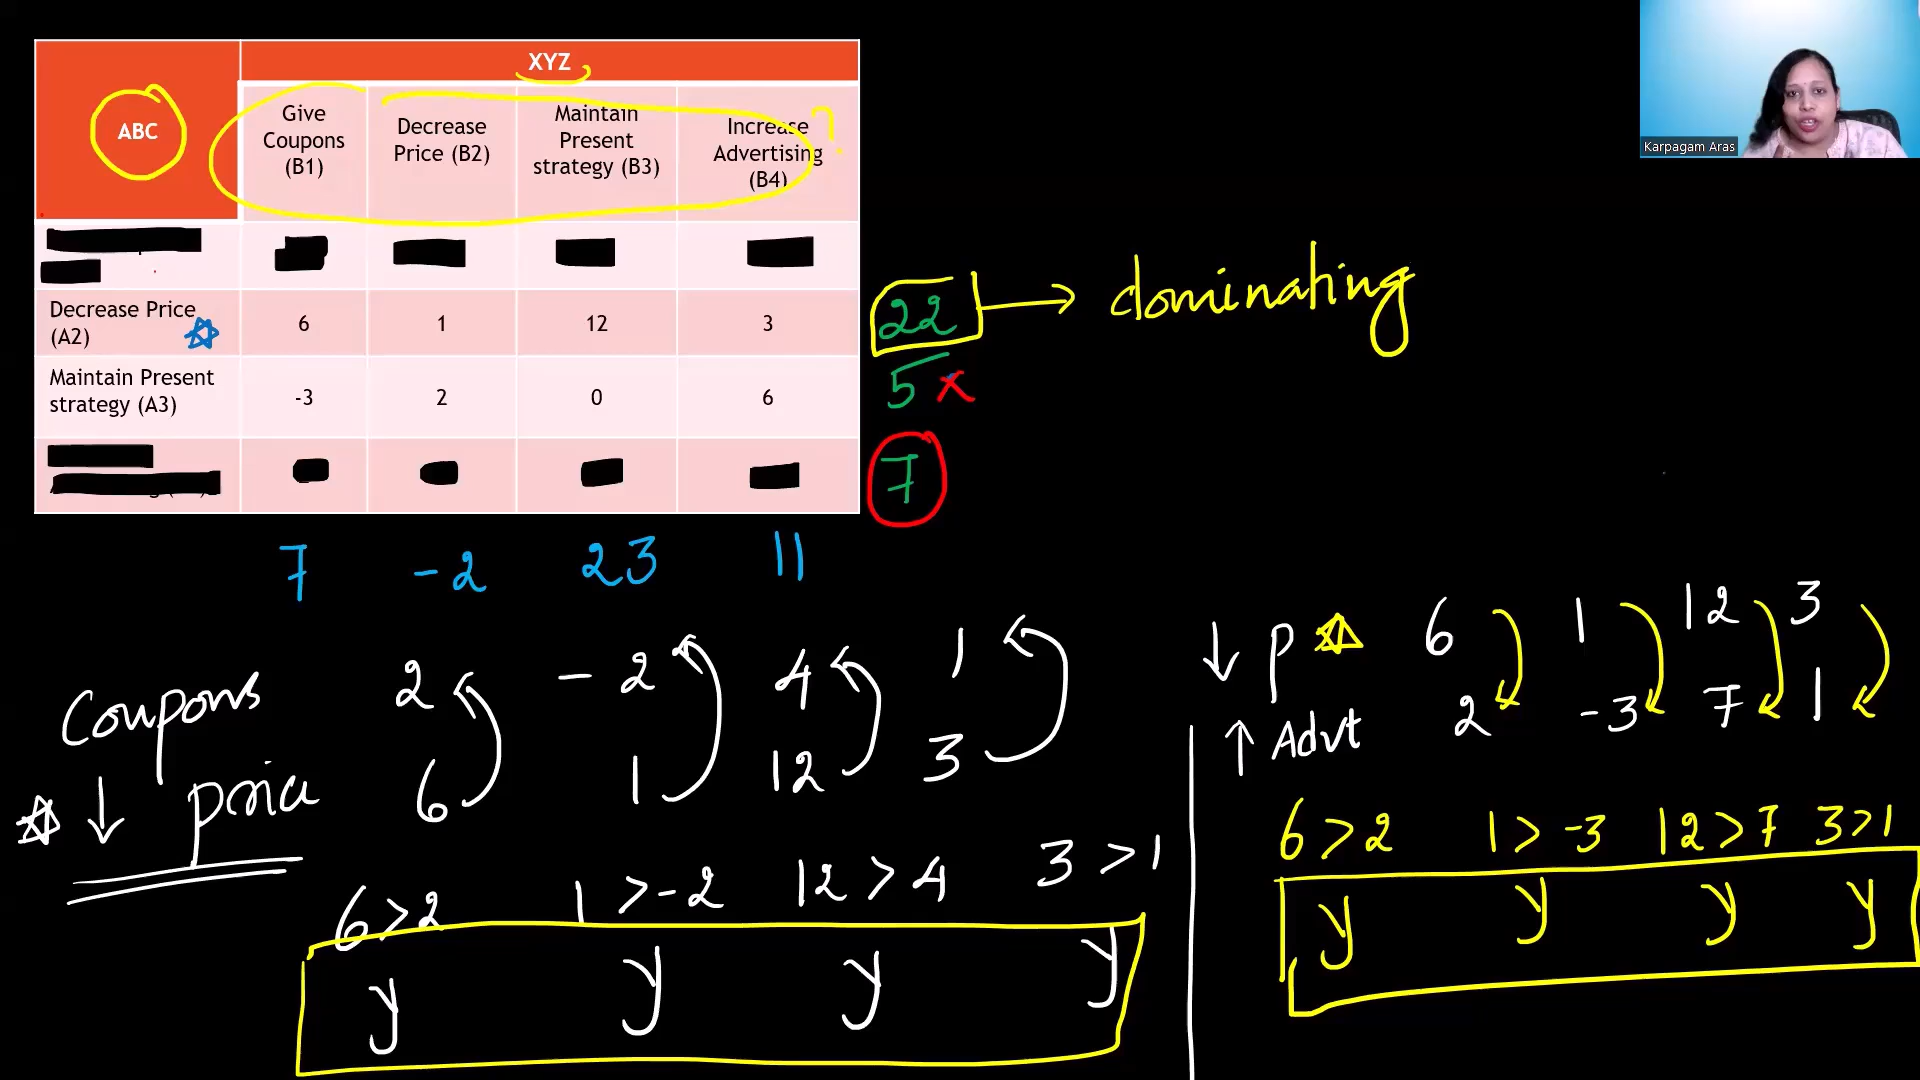 XYZ
ABC
Give Coupons (B1)
Decrease Price (B2)
Maintain Present strategy (B3)
Increase Advertising (B4)
?
Decrease Price (A2) 6 1 12 3
Maintain Present strategy (A3) -3 2 0 6
22 → dominating
5 x
7
7 -2 23 11
Coupons 2 -2 4 1
↓ price 6 1 12 3
6>2 1>-2 12>4 3>1
y y y y
↓ P 6 1 12 3
↑ Advt 2 -3 7 1
6>2 1>-3 12>7 3>1
y y y y
Karpagam Aras